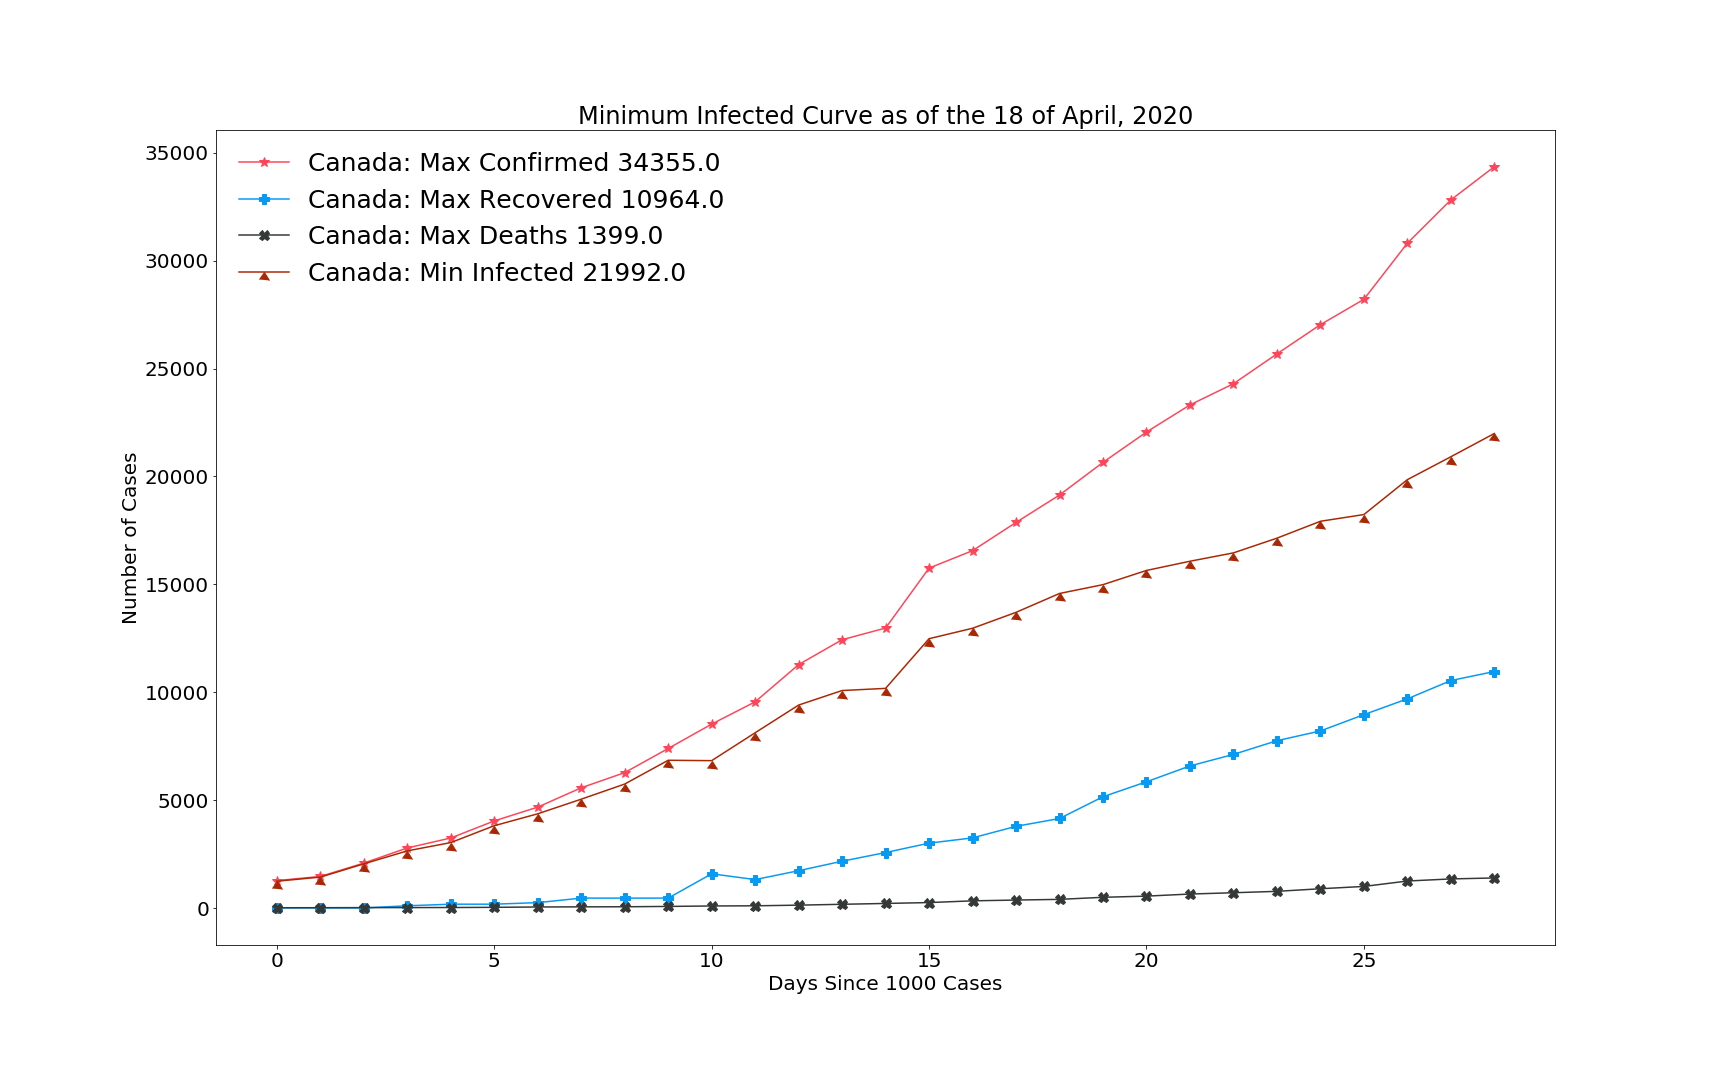 Minimum Infected Curve as of the 18 of April, 2020
35000
30000
25000
20000
15000
10000
5000
0
Number of Cases
Canada: Max Confirmed 34355.0
Canada: Max Recovered 10964.0
Canada: Max Deaths 1399.0
Canada: Min Infected 21992.0
0 5 10 15 20 25
Days Since 1000 Cases